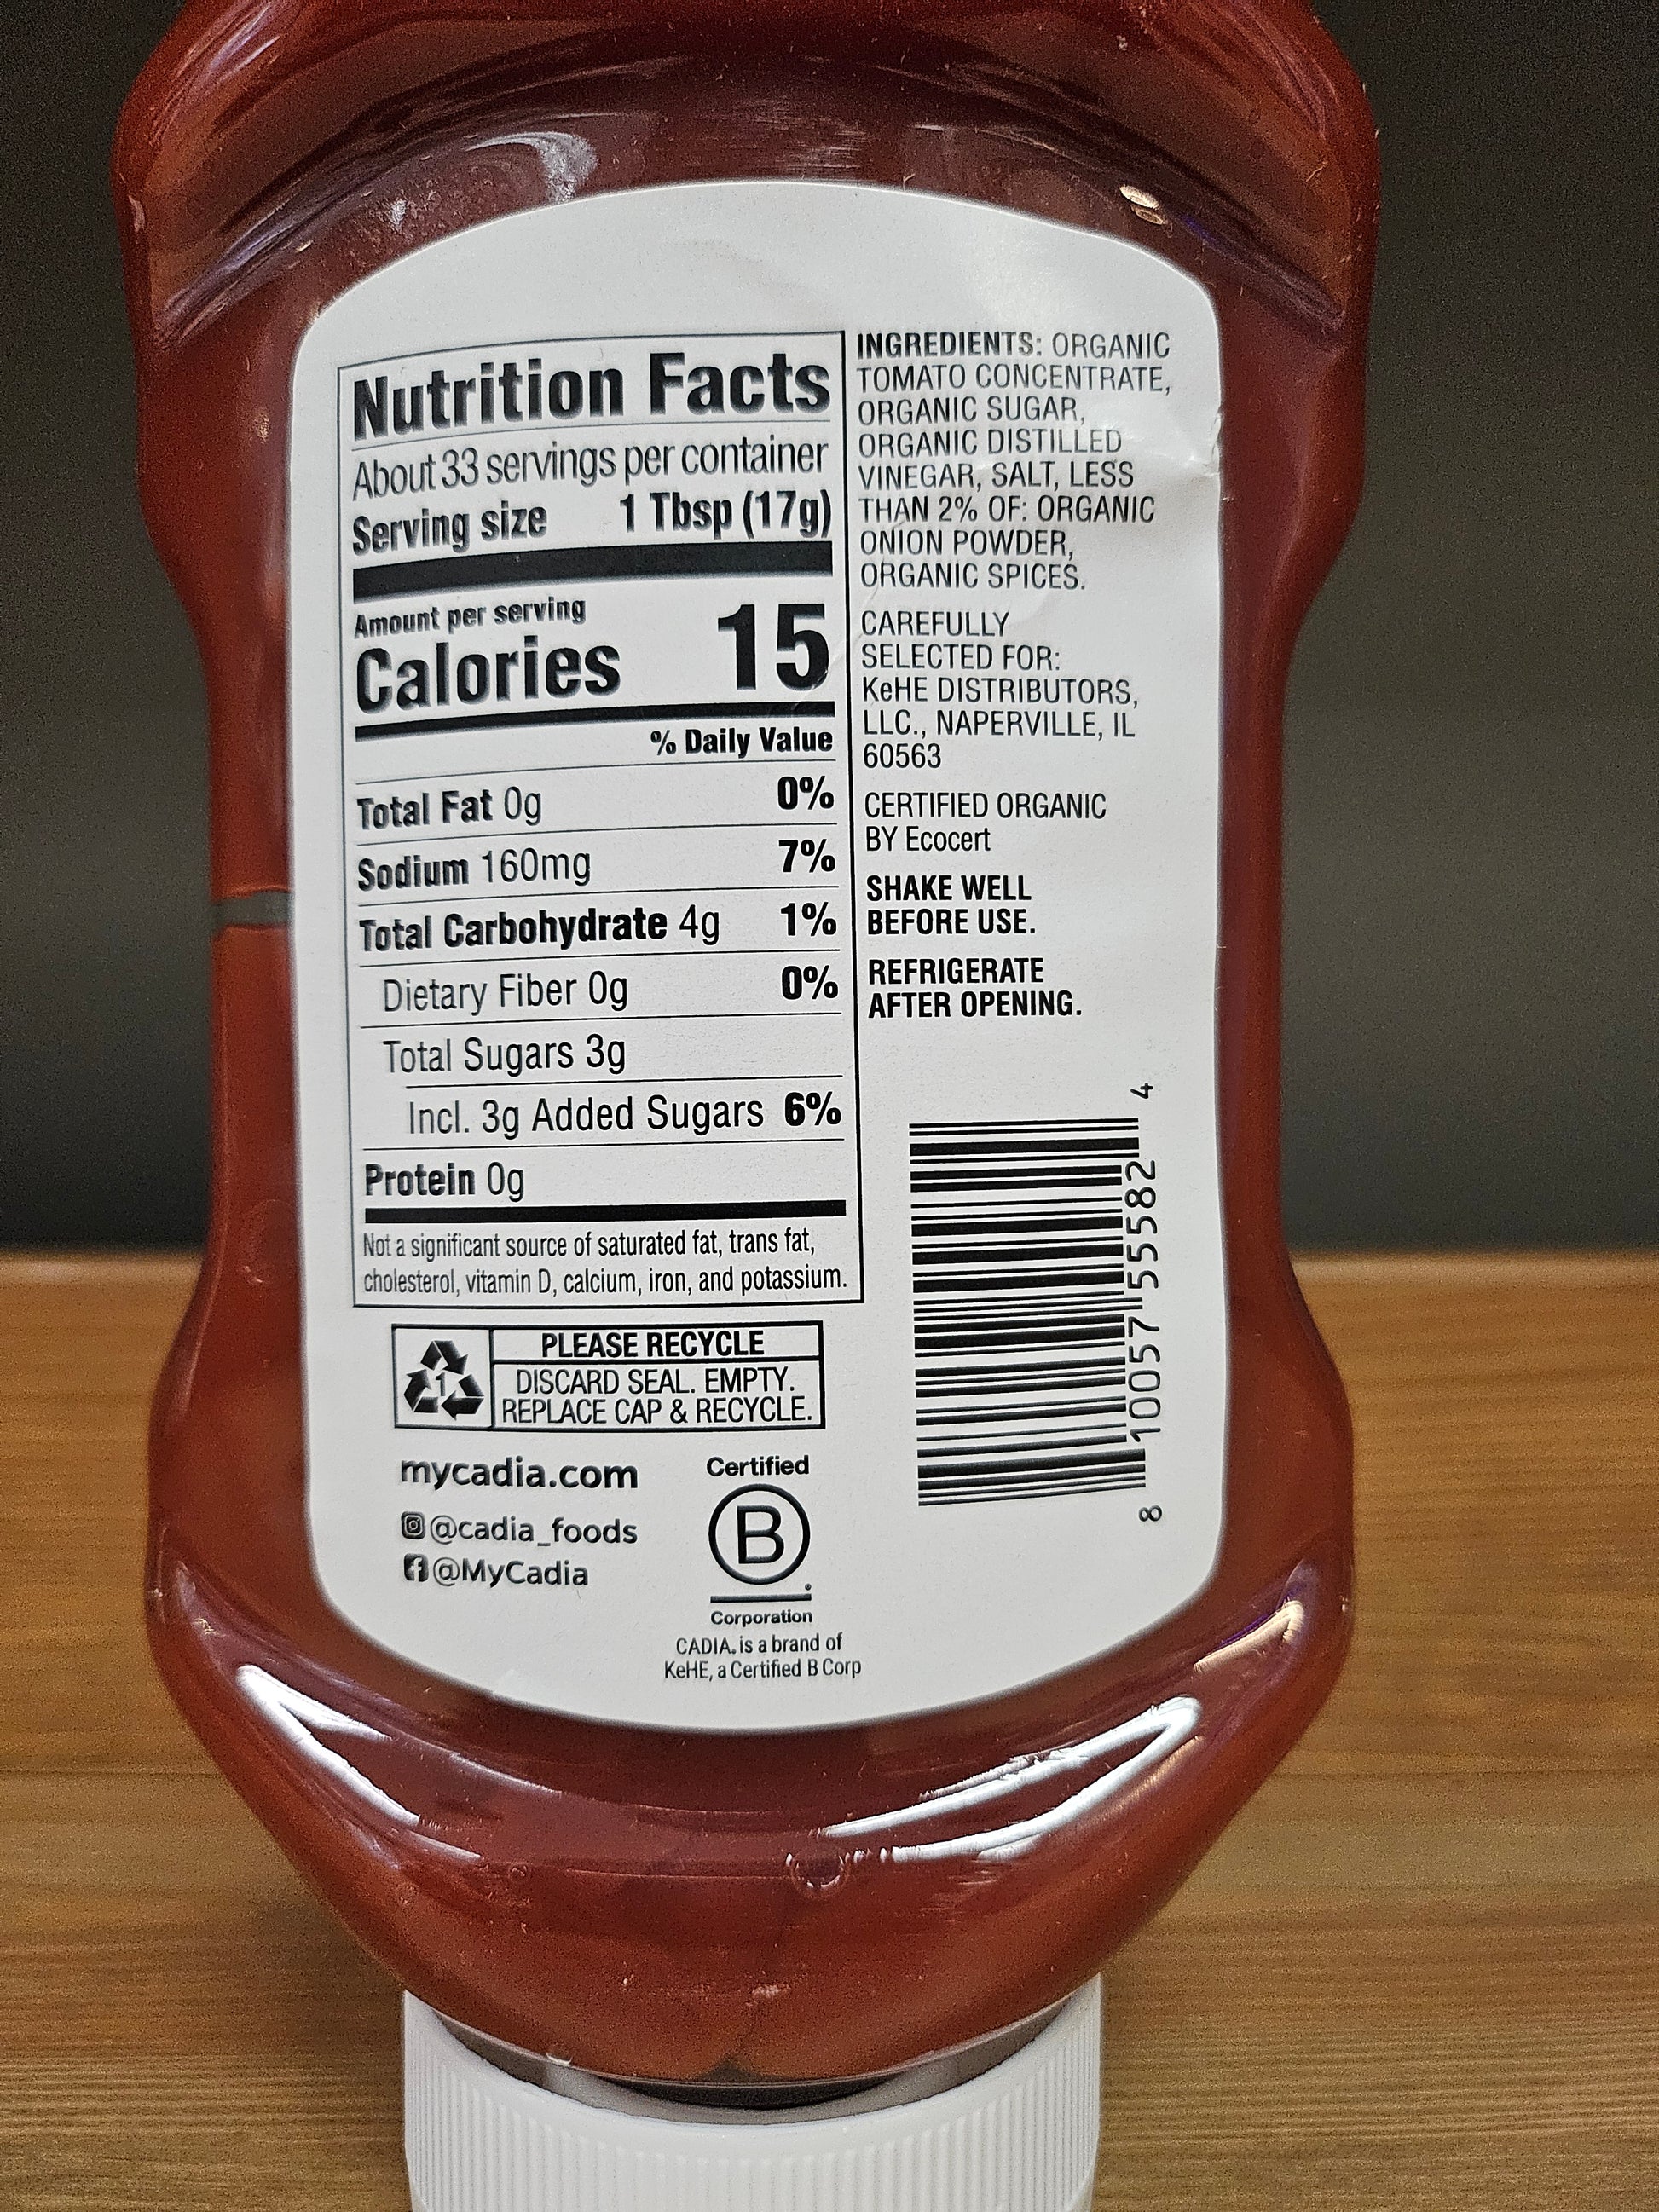 Nutrition Facts
About 33 servings per container
Serving size 1 Tbsp (17g)
Amount per serving
Calories 15
% Daily Value
Total Fat 0g 0%
Sodium 160mg 7%
Total Carbohydrate 4g 1%
Dietary Fiber 0g 0%
Total Sugars 3g
Incl. 3g Added Sugars 6%
Protein 0g
Not a significant source of saturated fat, trans fat,
cholesterol, vitamin D, calcium, iron, and potassium.
1
PLEASE RECYCLE
DISCARD SEAL. EMPTY.
REPLACE CAP & RECYCLE.
mycadia.com
@cadia_foods
@MyCadia
Certified
B
Corporation
CADIA. is a brand of
KeHE, a Certified B Corp
INGREDIENTS: ORGANIC
TOMATO CONCENTRATE,
ORGANIC SUGAR,
ORGANIC DISTILLED
VINEGAR, SALT, LESS
THAN 2% OF: ORGANIC
ONION POWDER,
ORGANIC SPICES.
CAREFULLY
SELECTED FOR:
KeHE DISTRIBUTORS,
LLC., NAPERVILLE, IL
60563
CERTIFIED ORGANIC
BY Ecocert
SHAKE WELL
BEFORE USE.
REFRIGERATE
AFTER OPENING.
8 10057 55582 4